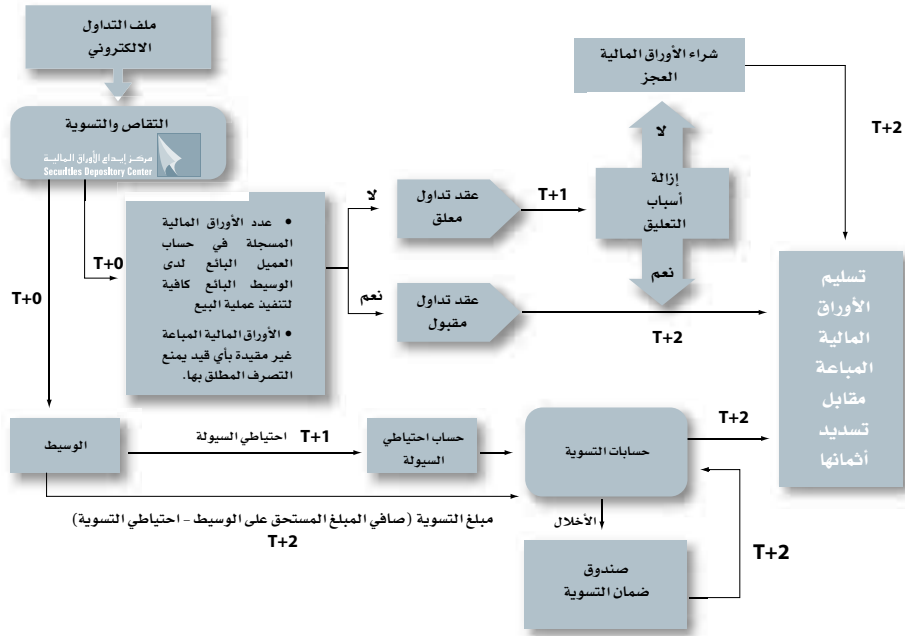 ملف التداول
الالكتروني
التقاص والتسوية
مركز إيداع الأوراق المالية
Securities Depository Center
T+0
T+0
• عدد الأوراق المالية
المسجلة في حساب
العميل البائع لدى
الوسيط البائع كافية
لتنفيذ عملية البيع
• الأوراق المالية المباعة
غير مقيدة بأي قيد يمنع
التصرف المطلق بها.
لا
نعم
عقد تداول
معلق
عقد تداول
مقبول
T+1
شراء الأوراق المالية
العجز
لا
إزالة
أسباب
التعليق
نعم
T+2
T+2
تسليم
الأوراق
المالية
المباعة
مقابل
تسديد
أثمانها
الوسيط
احتياطي السيولة T+1
حساب احتياطي
السيولة
حسابات التسوية
T+2
مبلغ التسوية (صافي المبلغ المستحق على الوسيط - احتياطي التسوية)
T+2
الأخلال
صندوق
ضمان التسوية
T+2